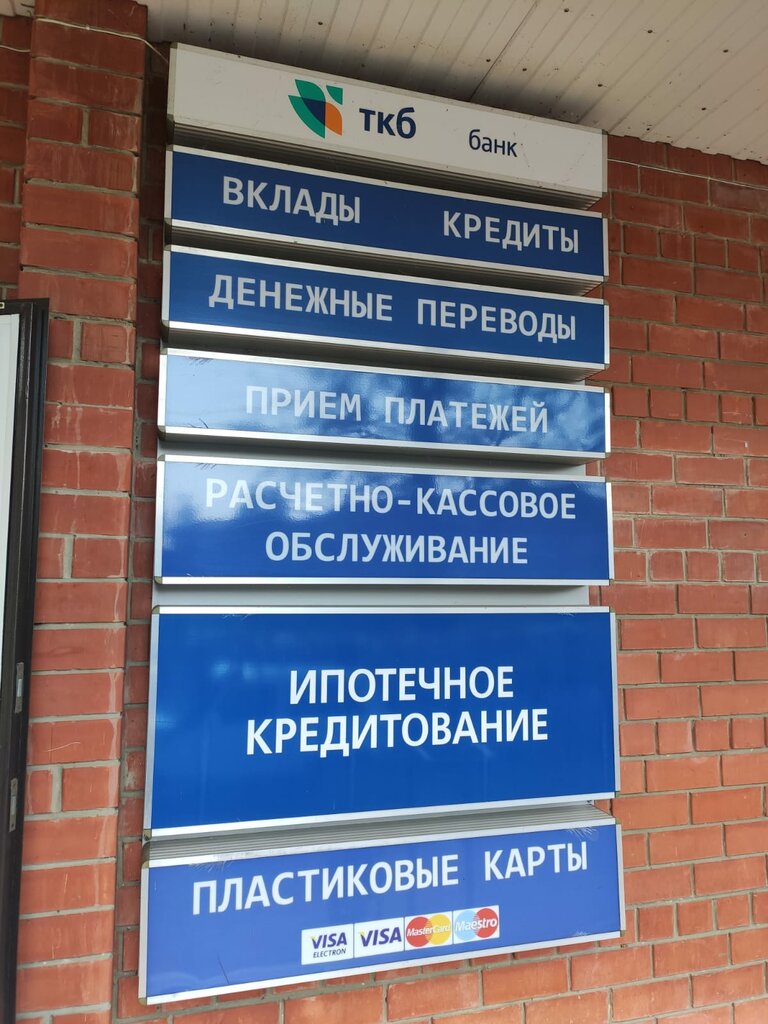 ткб банк
ВКЛАДЫ КРЕДИТЫ
ДЕНЕЖНЫЕ ПЕРЕВОДЫ
ПРИЕМ ПЛАТЕЖЕЙ
РАСЧЕТНО-КАССОВОЕ
ОБСЛУЖИВАНИЕ
ИПОТЕЧНОЕ
КРЕДИТОВАНИЕ
ПЛАСТИКОВЫЕ КАРТЫ
VISA ELECTRON VISA MasterCard Maestro